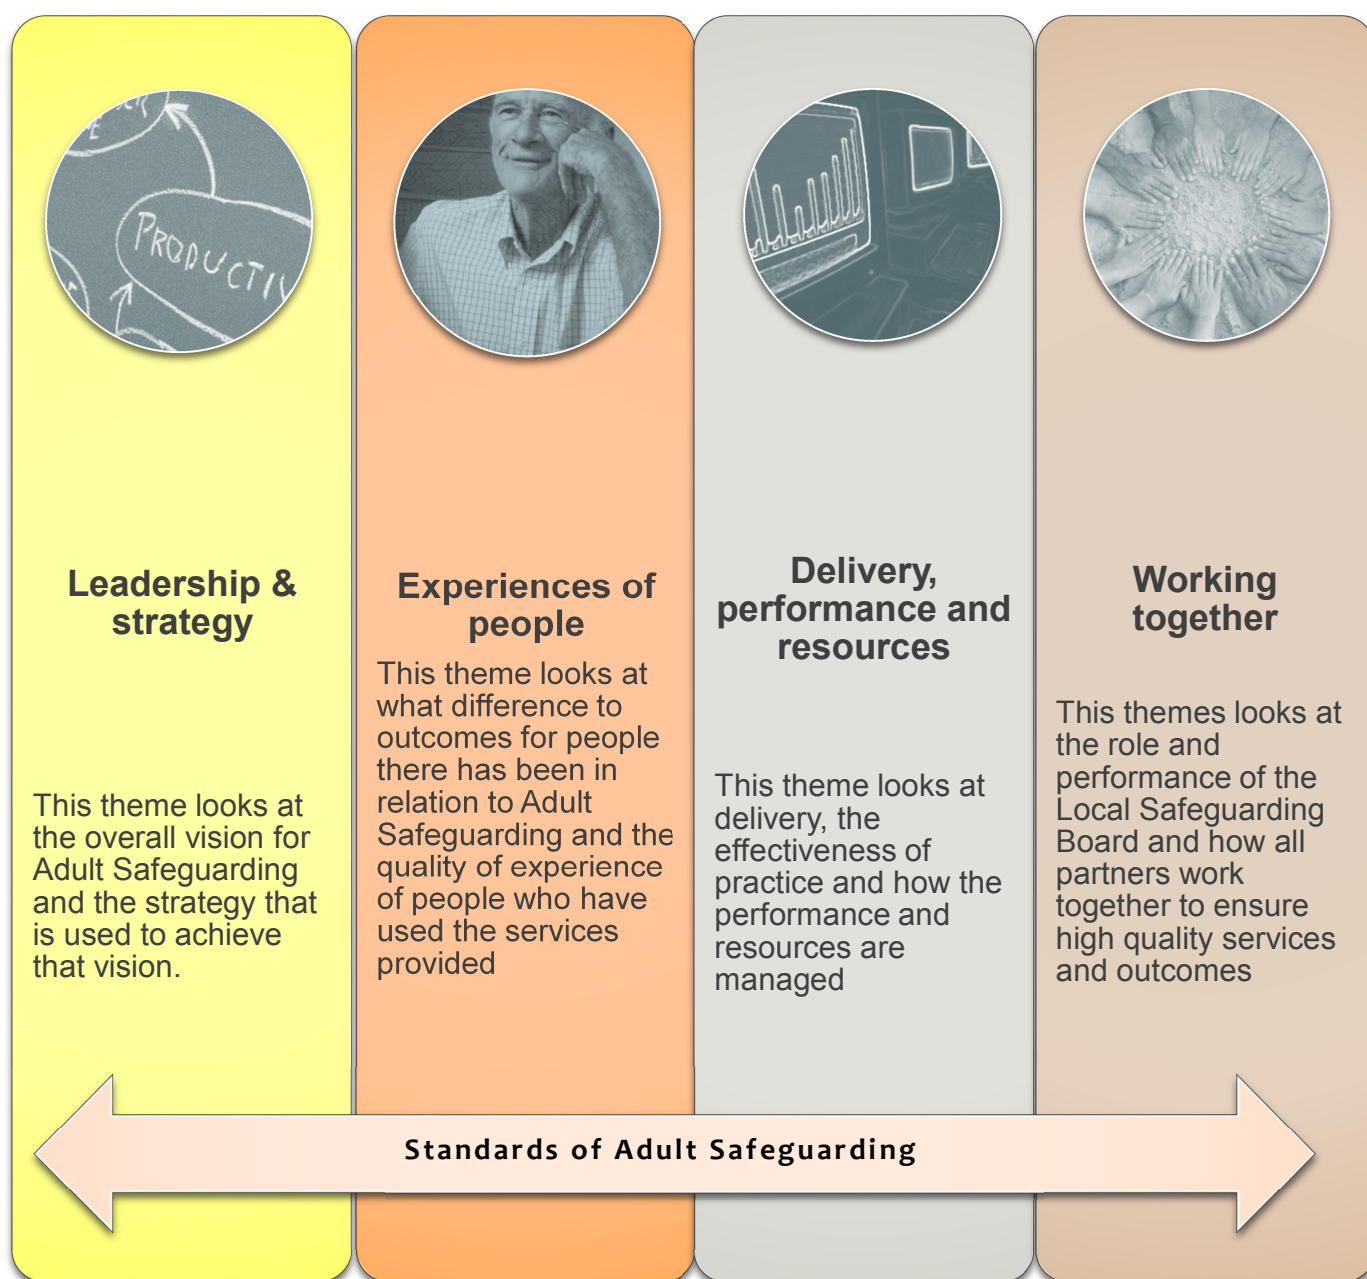 PRODUCTIV
Leadership &
strategy
This theme looks at
the overall vision for
Adult Safeguarding
and the strategy that
is used to achieve
that vision.
Experiences of
people
This theme looks at
what difference to
outcomes for people
there has been in
relation to Adult
Safeguarding and the
quality of experience
of people who have
used the services
provided
Delivery,
performance and
resources
This theme looks at
delivery, the
effectiveness of
practice and how the
performance and
resources are
managed
Working
together
This themes looks at
the role and
performance of the
Local Safeguarding
Board and how all
partners work
together to ensure
high quality services
and outcomes
Standards of Adult Safeguarding